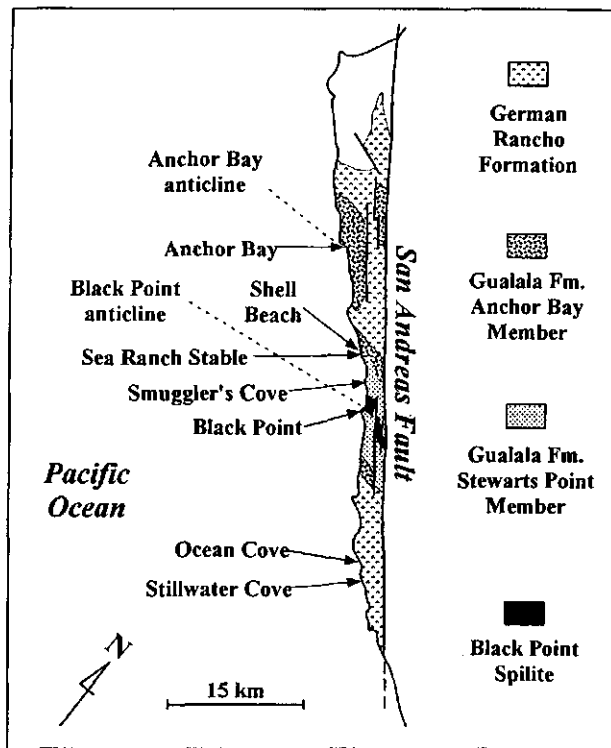 Anchor Bay
anticline
Anchor Bay
Black Point
anticline
Shell
Beach
Sea Ranch Stable
Smuggler's Cove
Black Point
Pacific
Ocean
Ocean Cove
Stillwater Cove
San Andreas Fault
N
15 km
German
Rancho
Formation
Gualala Fm.
Anchor Bay
Member
Gualala Fm.
Stewarts Point
Member
Black Point
Spilite